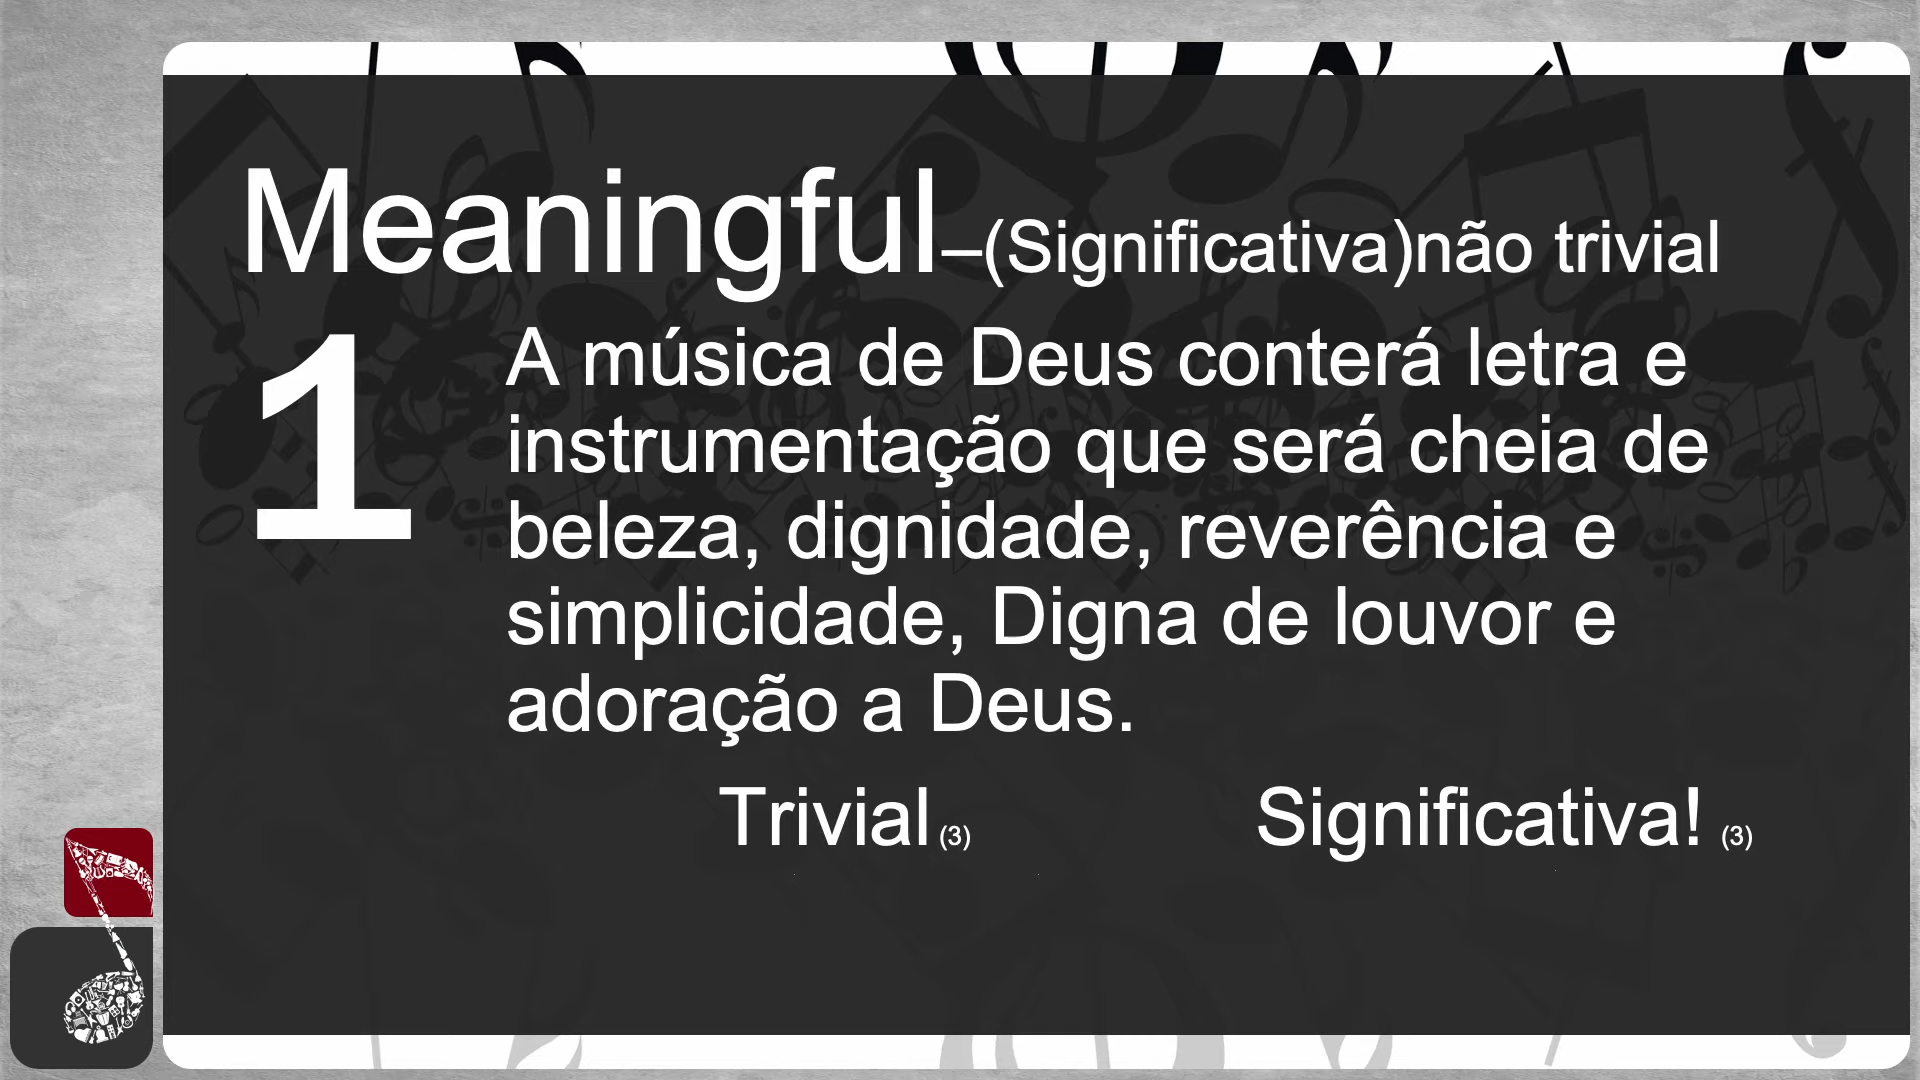 Meaningful–(Significativa)não trivial
1
A música de Deus conterá letra e
instrumentação que será cheia de
beleza, dignidade, reverência e
simplicidade, Digna de louvor e
adoração a Deus.
Trivial (3) Significativa! (3)